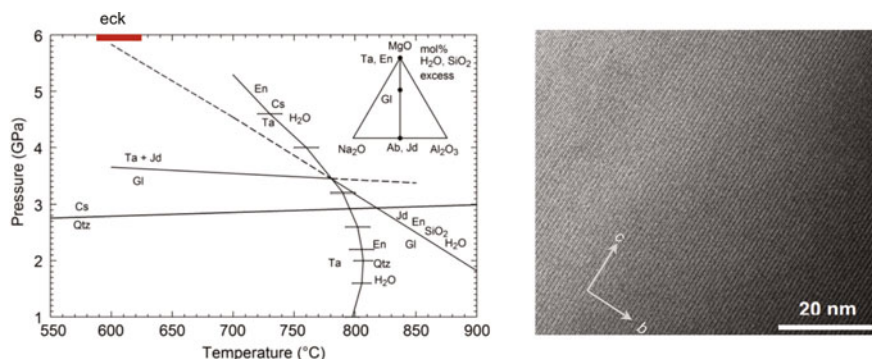 eck
6
5
4
3
2
1
Pressure (GPa)
550 600 650 700 750 800 850 900
Temperature (°C)
En
Cs
Ta H₂O
Ta + Jd
Gl
Cs
Qtz
Ta
En
Qtz
H₂O
Jd
En
SiO₂
H₂O
Gl
MgO
Ta, En
mol%
H₂O, SiO₂
excess
Gl
Na₂O
Ab, Jd
Al₂O₃
c
b
20 nm